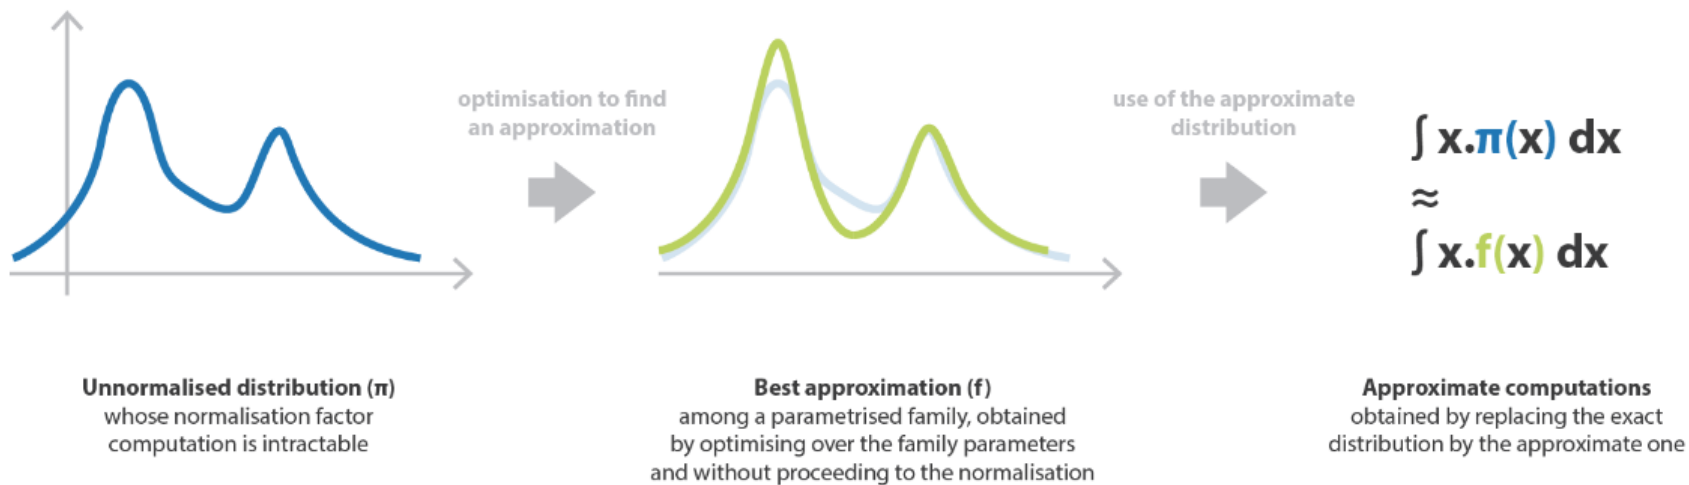 optimisation to find
an approximation
use of the approximate
distribution
∫ x.π(x) dx
≈
∫ x.f(x) dx
Unnormalised distribution (π)
whose normalisation factor
computation is intractable
Best approximation (f)
among a parametrised family, obtained
by optimising over the family parameters
and without proceeding to the normalisation
Approximate computations
obtained by replacing the exact
distribution by the approximate one